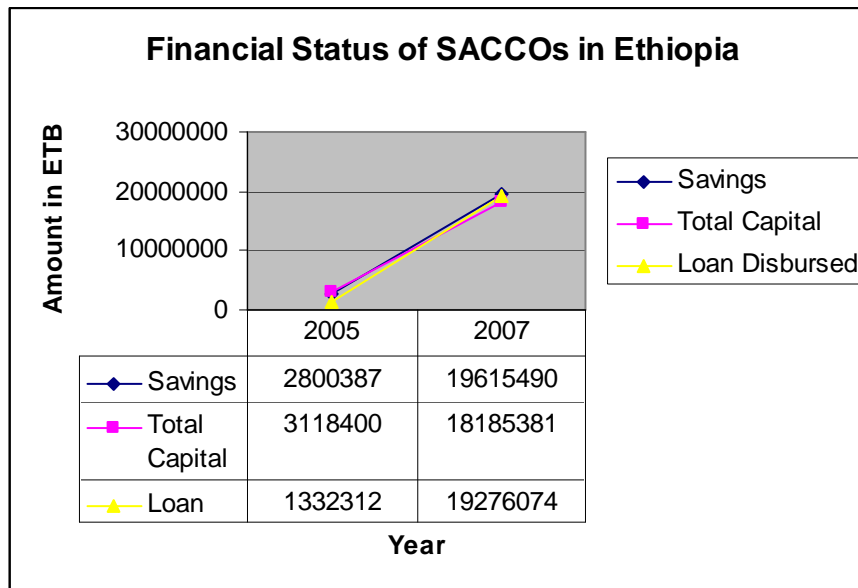 Financial Status of SACCOs in Ethiopia
Amount in ETB
30000000
20000000
10000000
0
Savings
Total Capital
Loan Disbursed
2005 2007
Savings 2800387 19615490
Total
Capital 3118400 18185381
Loan 1332312 19276074
Year